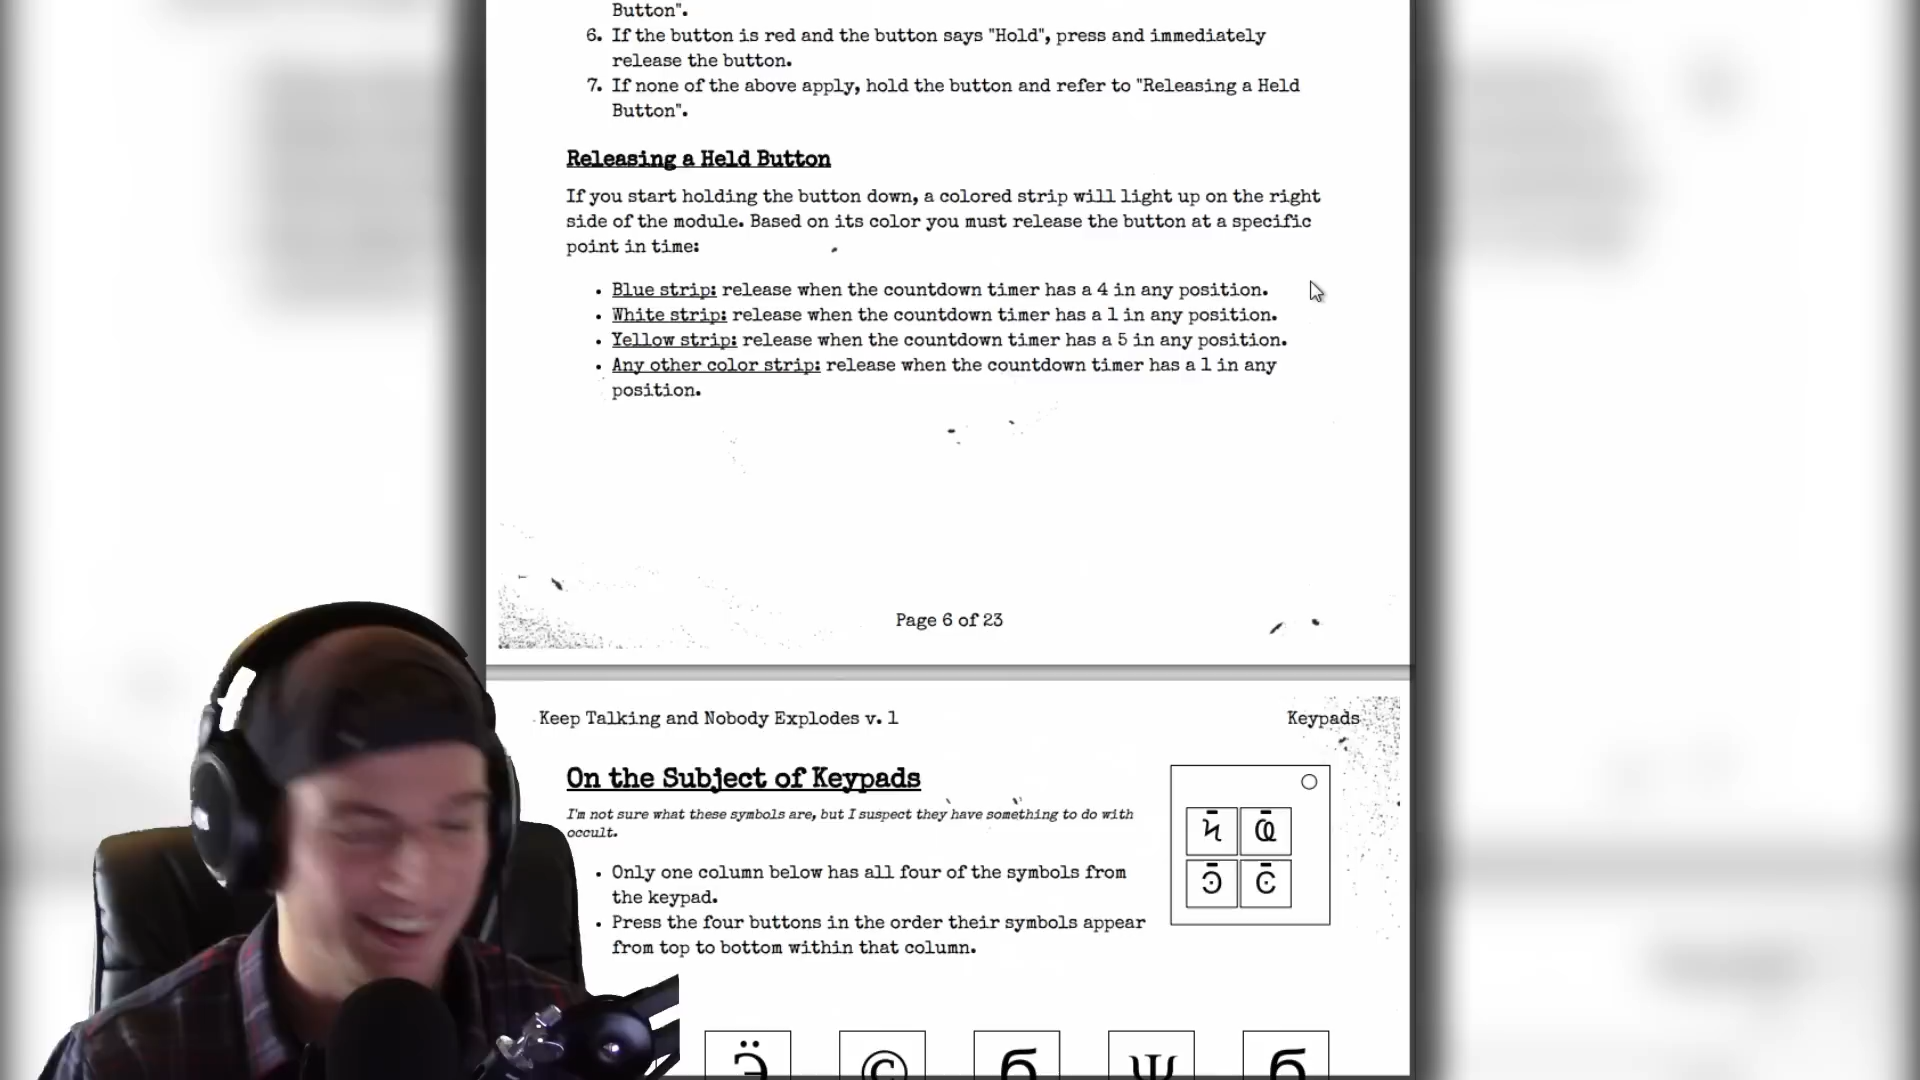 Button".
6. If the button is red and the button says "Hold", press and immediately
release the button.
7. If none of the above apply, hold the button and refer to "Releasing a Held
Button".
Releasing a Held Button
If you start holding the button down, a colored strip will light up on the right
side of the module. Based on its color you must release the button at a specific
point in time:
• Blue strip: release when the countdown timer has a 4 in any position.
• White strip: release when the countdown timer has a 1 in any position.
• Yellow strip: release when the countdown timer has a 5 in any position.
• Any other color strip: release when the countdown timer has a 1 in any
position.
Page 6 of 23
Keep Talking and Nobody Explodes v. 1
Keypads
On the Subject of Keypads
I'm not sure what these symbols are, but I suspect they have something to do with
occult.
• Only one column below has all four of the symbols from
the keypad.
• Press the four buttons in the order their symbols appear
from top to bottom within that column.
Ӭ © б Ψ б